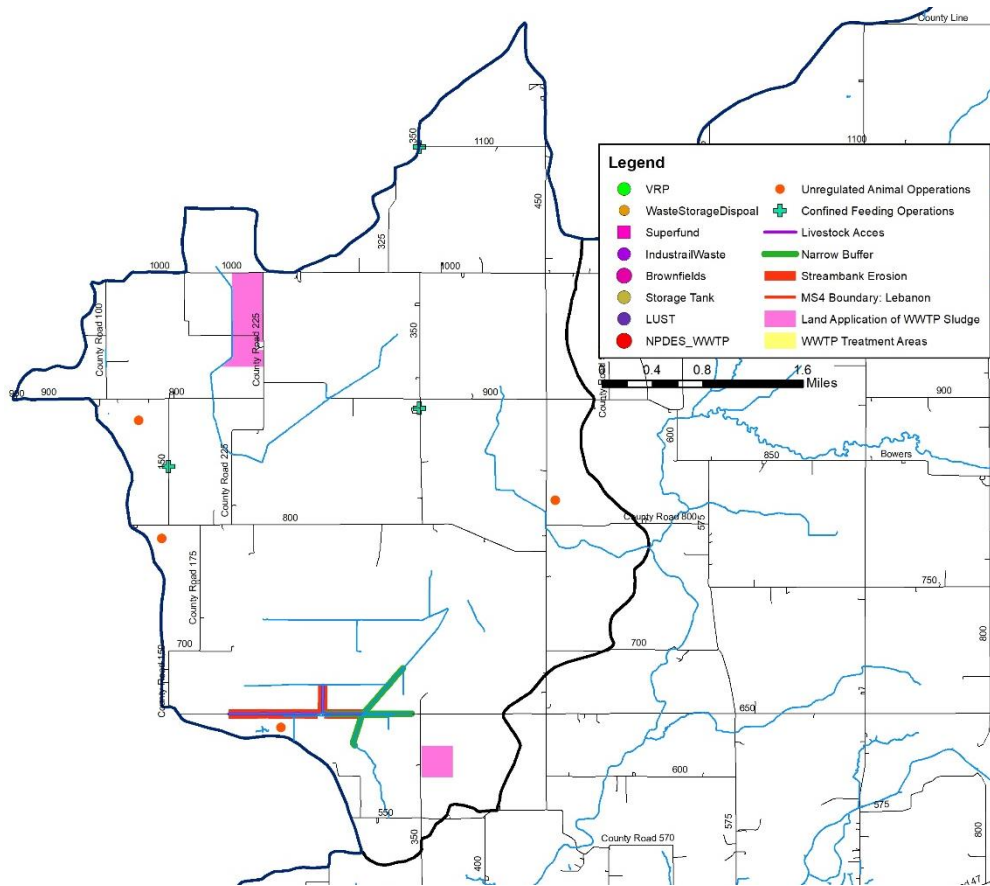 County Line
1100
350
1100
450
325
Legend
VRP
WasteStorageDispoal
Superfund
IndustrailWaste
Brownfields
Storage Tank
LUST
NPDES_WWTP
Unregulated Animal Opperations
Confined Feeding Operations
Livestock Acces
Narrow Buffer
Streambank Erosion
MS4 Boundary: Lebanon
Land Application of WWTP Sludge
WWTP Treatment Areas
0 0.4 0.8 1.6
Miles
1000
1000
1000
County Road 100
County Road 225
350
900
900
800
900
County Road
900
600
850
Bowers
150
County Road 225
800
County Road 800
575
750
County Road 175
700
700
800
County Road 150
650
600
575
550
350
400
County Road 570
575
800